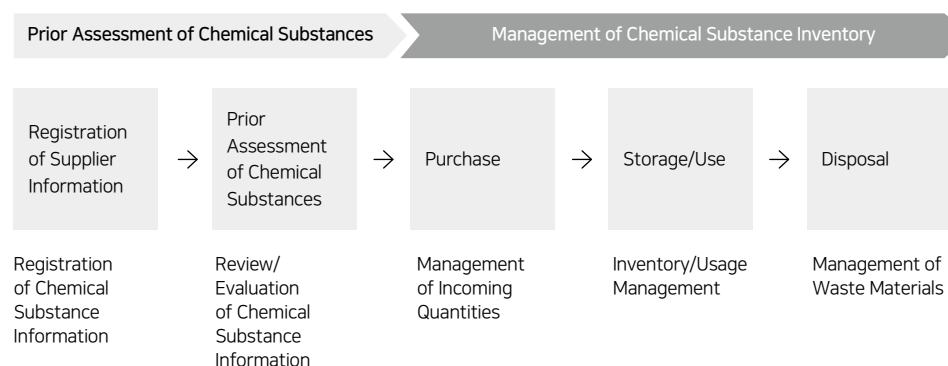 Prior Assessment of Chemical Substances
Management of Chemical Substance Inventory
Registration
of Supplier
Information
Prior
Assessment
of Chemical
Substances
Purchase
Storage/Use
Disposal
Registration
of Chemical
Substance
Information
Review/
Evaluation
of Chemical
Substance
Information
Management
of Incoming
Quantities
Inventory/Usage
Management
Management of
Waste Materials